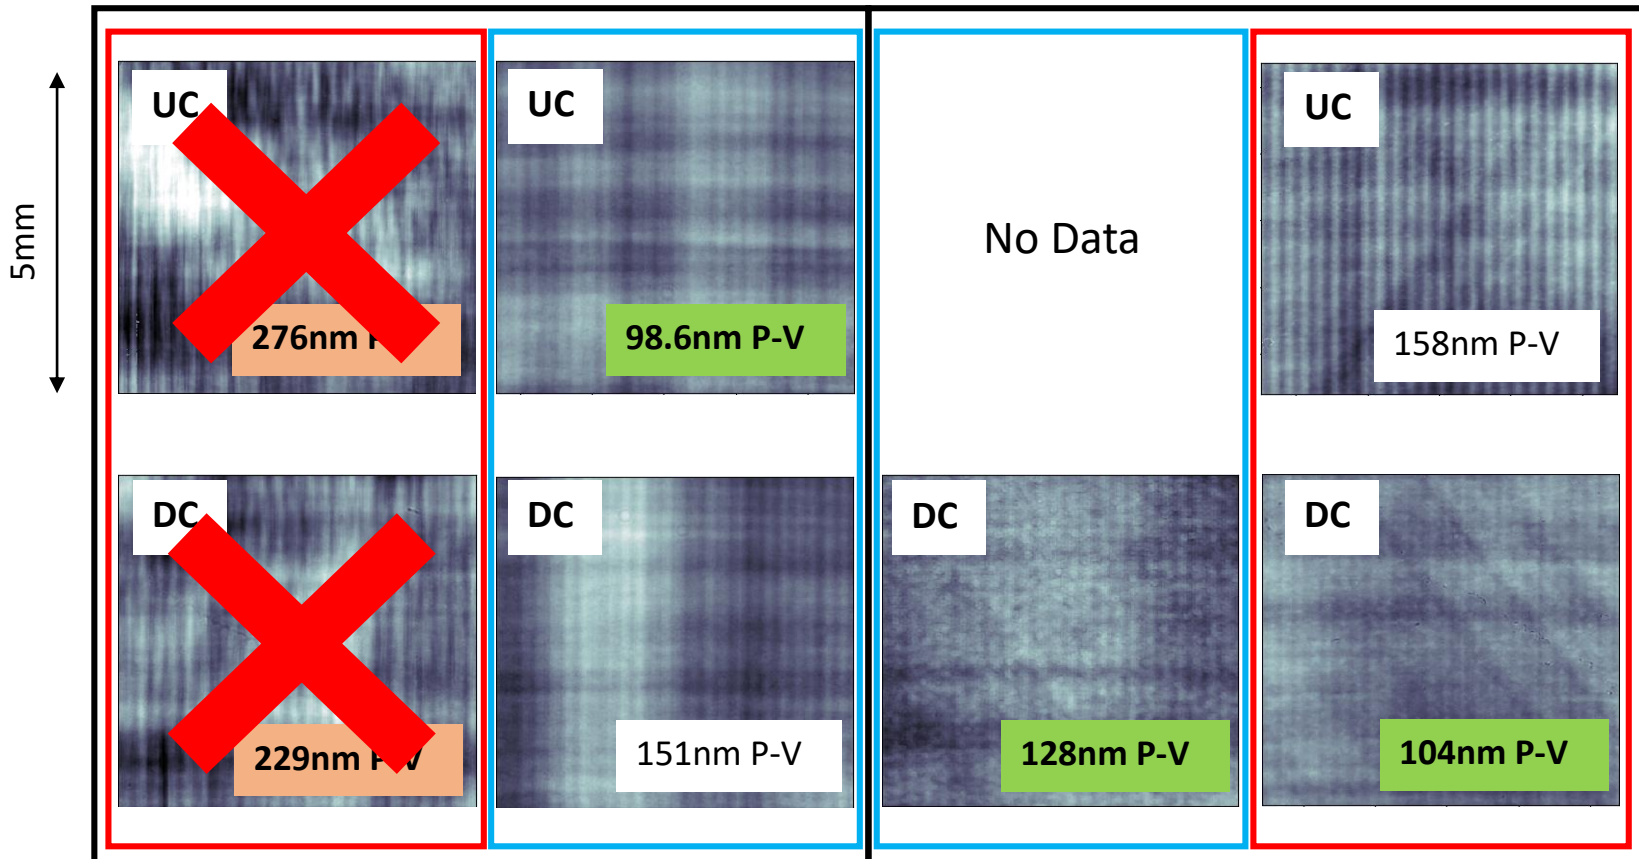 5mm
UC
276nm P-V
UC
98.6nm P-V
No Data
UC
158nm P-V
DC
229nm P-V
DC
151nm P-V
DC
128nm P-V
DC
104nm P-V